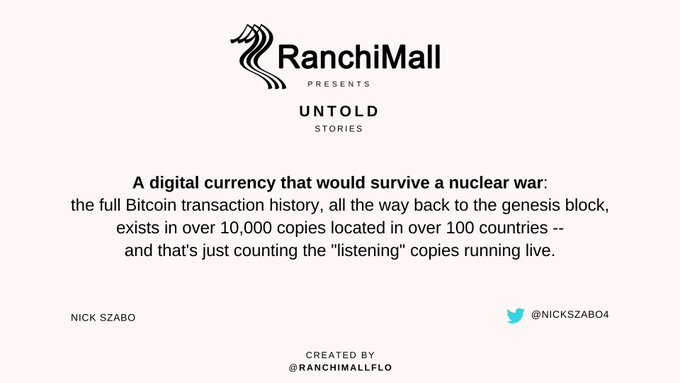 RanchiMall
PRESENTS
UNTOLD
STORIES
A digital currency that would survive a nuclear war:
the full Bitcoin transaction history, all the way back to the genesis block,
exists in over 10,000 copies located in over 100 countries --
and that's just counting the "listening" copies running live.
NICK SZABO
@NICKSZABO4
CREATED BY
@RANCHIMALLFLO